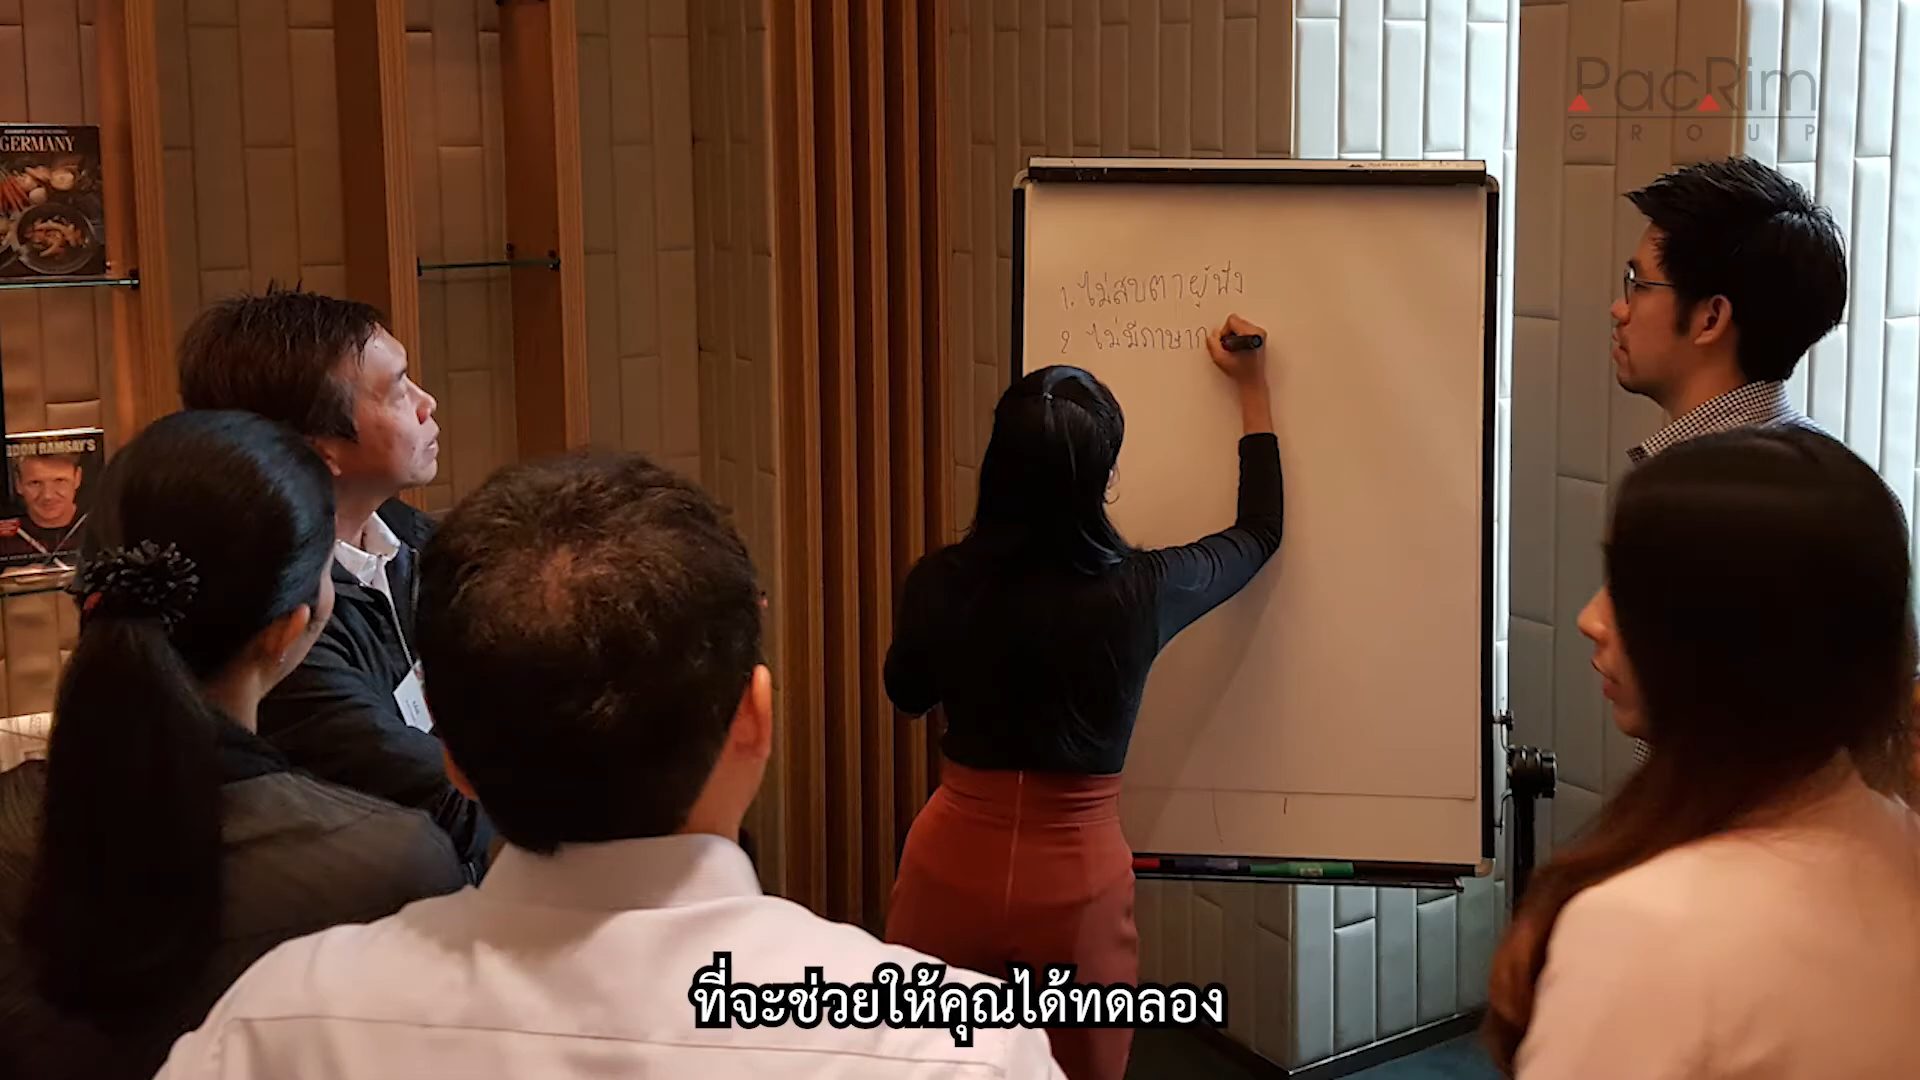 PacRim
GROUP
GERMANY
RDON RAMSAY'S
1. ไม่สบตาผู้ฟัง
2 ไม่มีภาษาก
ที่จะช่วยให้คุณได้ทดลอง